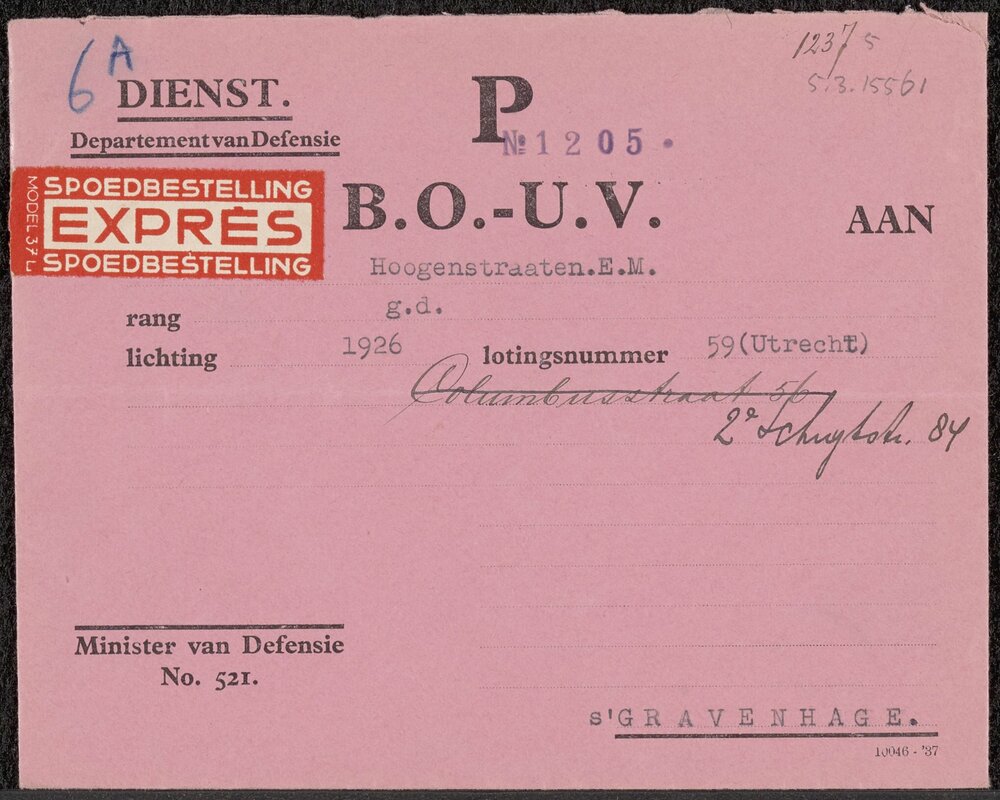 6A
1237 5
5.3.15561
DIENST.
Departement van Defensie
P
№ 1205.
MODEL 37 L
SPOEDBESTELLING
EXPRÈS
SPOEDBESTELLING
B.O.-U.V.
AAN
Hoogenstraaten.E.M.
rang g.d.
lichting 1926 lotingsnummer 59(Utrecht)
Columbusstraat 56
2e Schuytstr. 84
Minister van Defensie
No. 521.
s'GRAVENHAGE.
10046 - '37